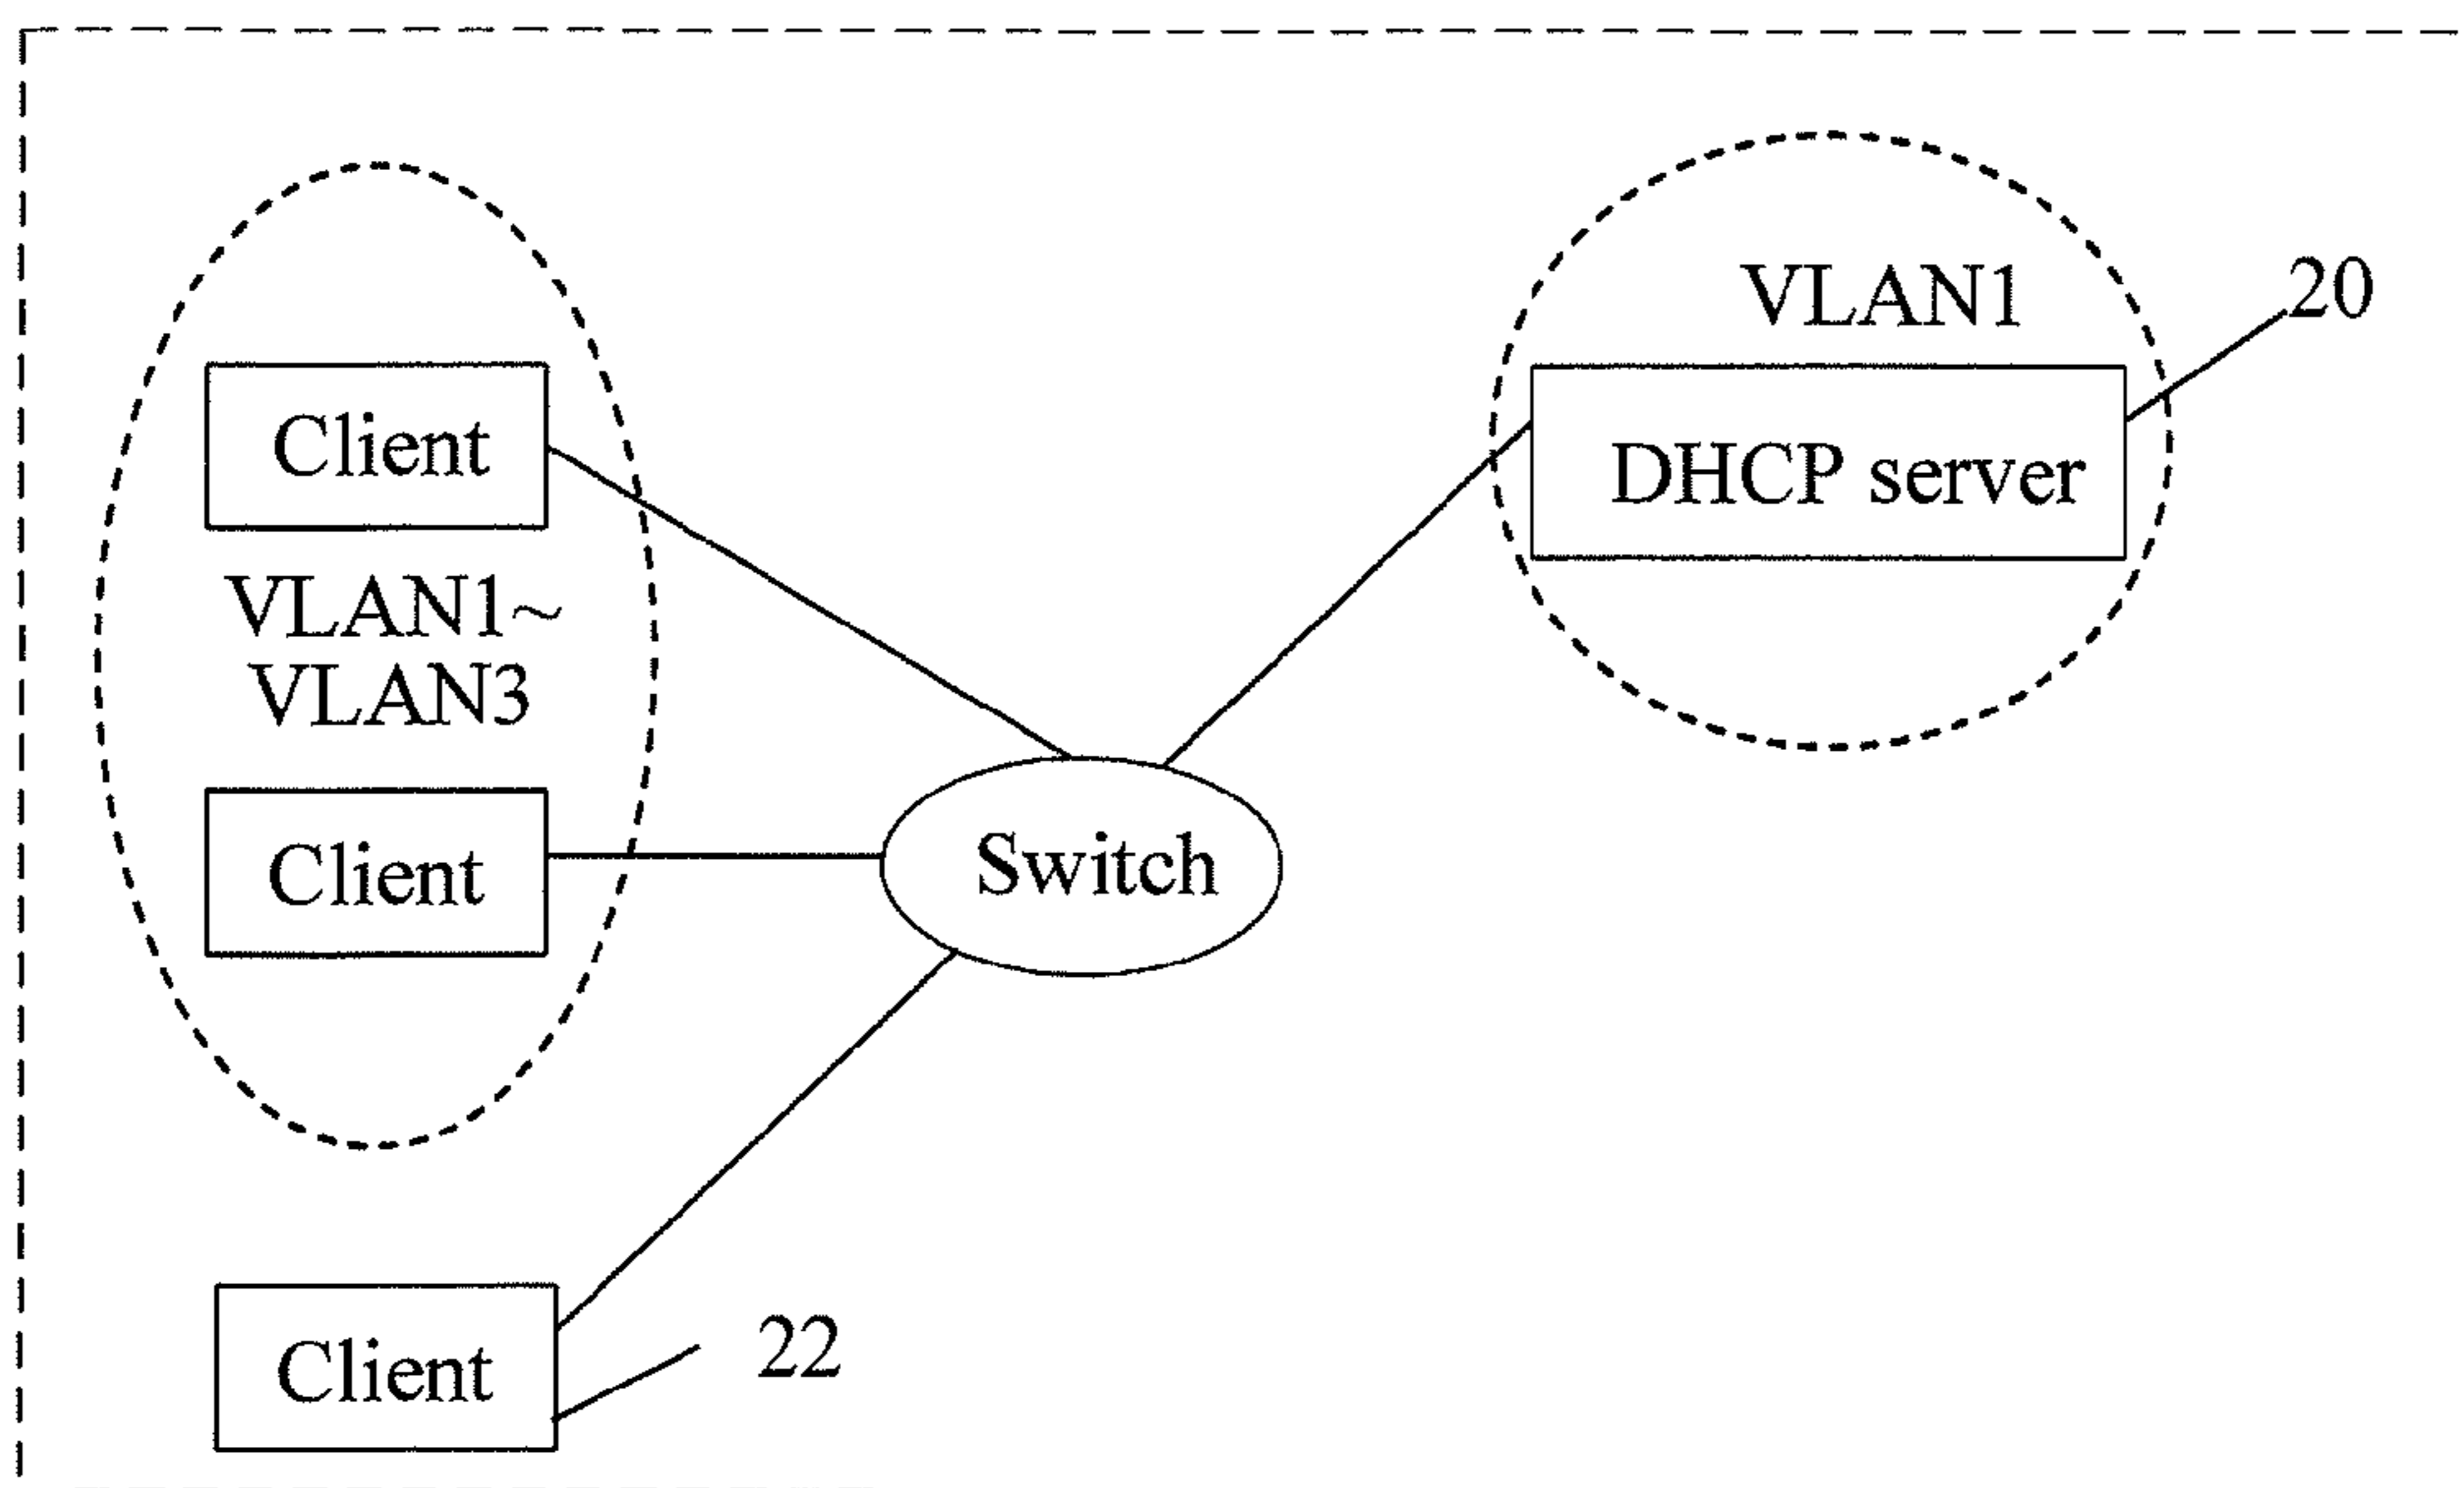 VLAN1
20
DHCP server
Client
VLAN1~
VLAN3
Client
Switch
Client
22